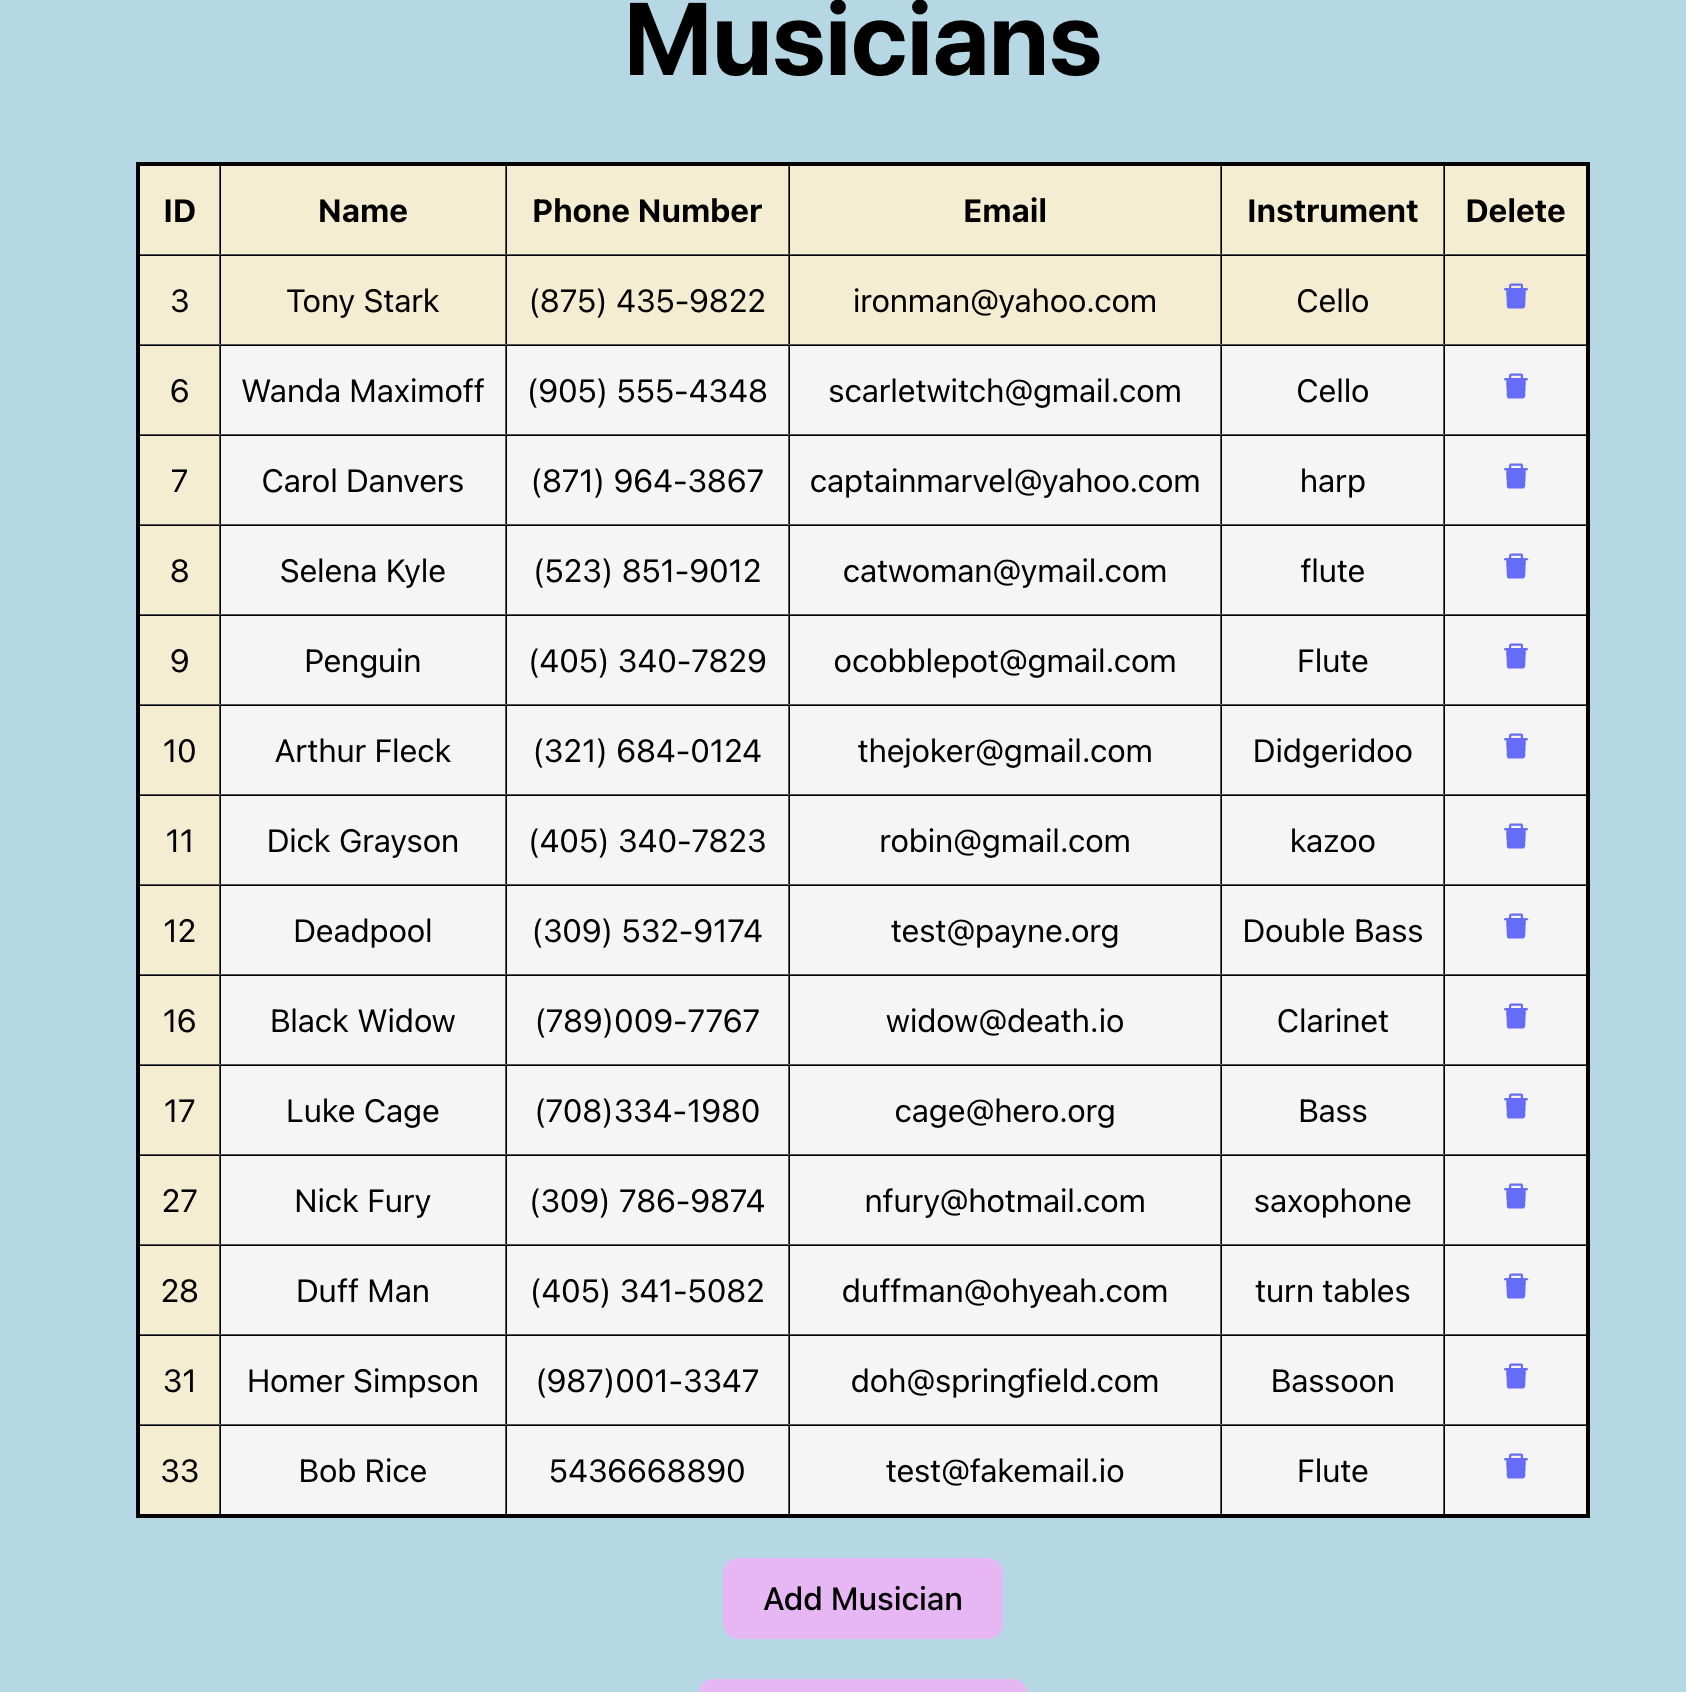 Musicians
ID Name Phone Number Email Instrument Delete
3 Tony Stark (875) 435-9822 ironman@yahoo.com Cello
6 Wanda Maximoff (905) 555-4348 scarletwitch@gmail.com Cello
7 Carol Danvers (871) 964-3867 captainmarvel@yahoo.com harp
8 Selena Kyle (523) 851-9012 catwoman@ymail.com flute
9 Penguin (405) 340-7829 ocobblepot@gmail.com Flute
10 Arthur Fleck (321) 684-0124 thejoker@gmail.com Didgeridoo
11 Dick Grayson (405) 340-7823 robin@gmail.com kazoo
12 Deadpool (309) 532-9174 test@payne.org Double Bass
16 Black Widow (789)009-7767 widow@death.io Clarinet
17 Luke Cage (708)334-1980 cage@hero.org Bass
27 Nick Fury (309) 786-9874 nfury@hotmail.com saxophone
28 Duff Man (405) 341-5082 duffman@ohyeah.com turn tables
31 Homer Simpson (987)001-3347 doh@springfield.com Bassoon
33 Bob Rice 5436668890 test@fakemail.io Flute
Add Musician